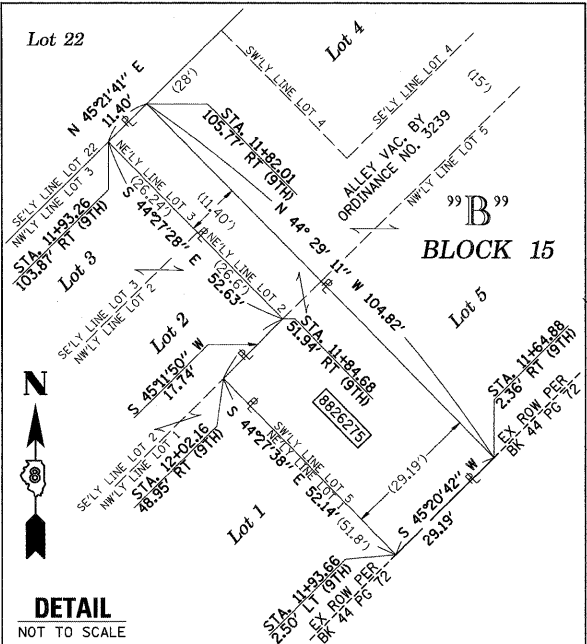 Lot 22
Lot 4
N 45°21'41" E
11.40'
(28')
SW'LY LINE LOT 4
SE'LY LINE LOT 4
(15')
STA. 11+82.01
105.77' RT (9TH)
ALLEY VAC. BY
ORDINANCE NO. 3239
NW'LY LINE LOT 5
SE'LY LINE LOT 22
NW'LY LINE LOT 3
STA. 11+93.26
103.87' RT (9TH)
NE'LY LINE LOT 3
(26.24')
(11.40')
S 44°27'28" E
52.63'
NE'LY LINE LOT 2
(26.6')
N 44° 29' 11" W 104.82'
"B"
BLOCK 15
Lot 3
SE'LY LINE LOT 3
NW'LY LINE LOT 2
Lot 2
Lot 5
STA. 11+84.68
51.94' RT (9TH)
S 45°11'50" W
17.74'
8826275
STA. 11+64.88
2.36' RT (9TH)
EX ROW PER
BK 44 PG 72
N
8
SE'LY LINE LOT 2
NW'LY LINE LOT 1
STA. 12+02.16
48.95' RT (9TH)
SW'LY LINE LOT 5
NE'LY LINE LOT 1
S 44°27'38" E 52.14'
(51.8')
(29.19')
S 45°20'42" W
29.19'
Lot 1
STA. 11+93.66
2.50' LT (9TH)
EX ROW PER
BK 44 PG 72
DETAIL
NOT TO SCALE